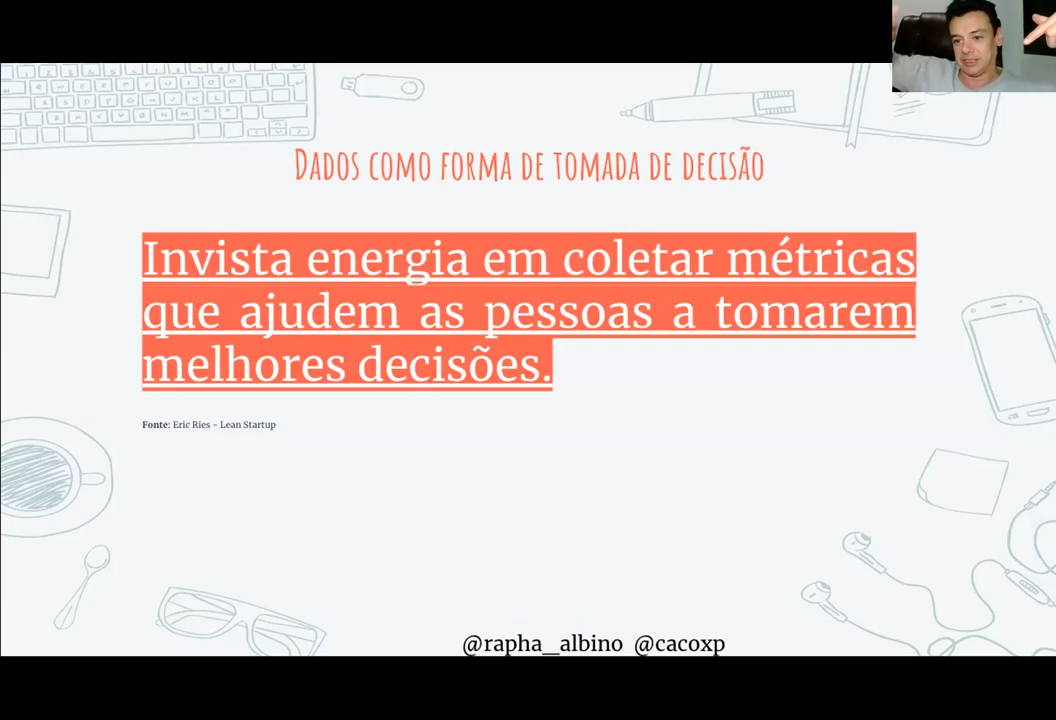 Dados como forma de tomada de decisão
Invista energia em coletar métricas
que ajudem as pessoas a tomarem
melhores decisões.
Fonte: Eric Ries - Lean Startup
@rapha_albino @cacoxp